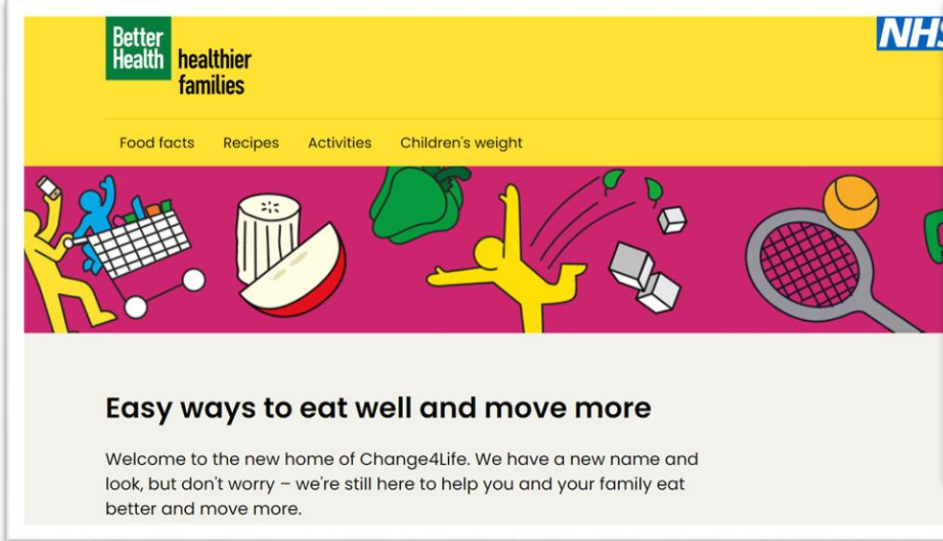 Better
Health healthier
families
NHS
Food facts Recipes Activities Children's weight
Easy ways to eat well and move more
Welcome to the new home of Change4Life. We have a new name and
look, but don't worry – we're still here to help you and your family eat
better and move more.